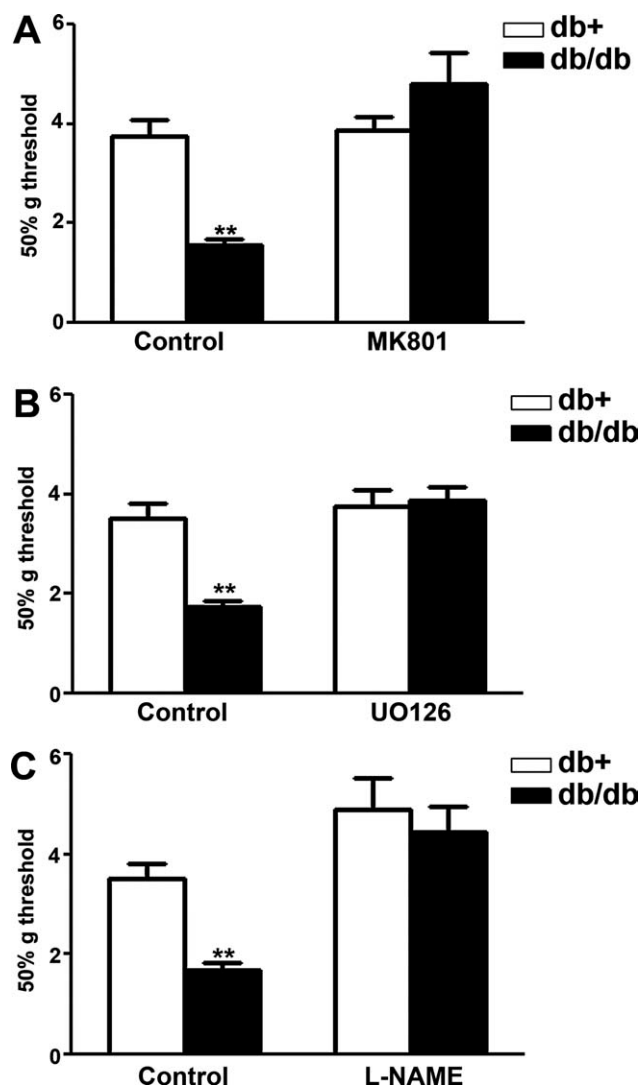 A
6
4
2
0
50% g threshold
**
Control
MK801
db+
db/db
B
6
4
2
0
50% g threshold
**
Control
UO126
db+
db/db
C
6
4
2
0
50% g threshold
**
Control
L-NAME
db+
db/db